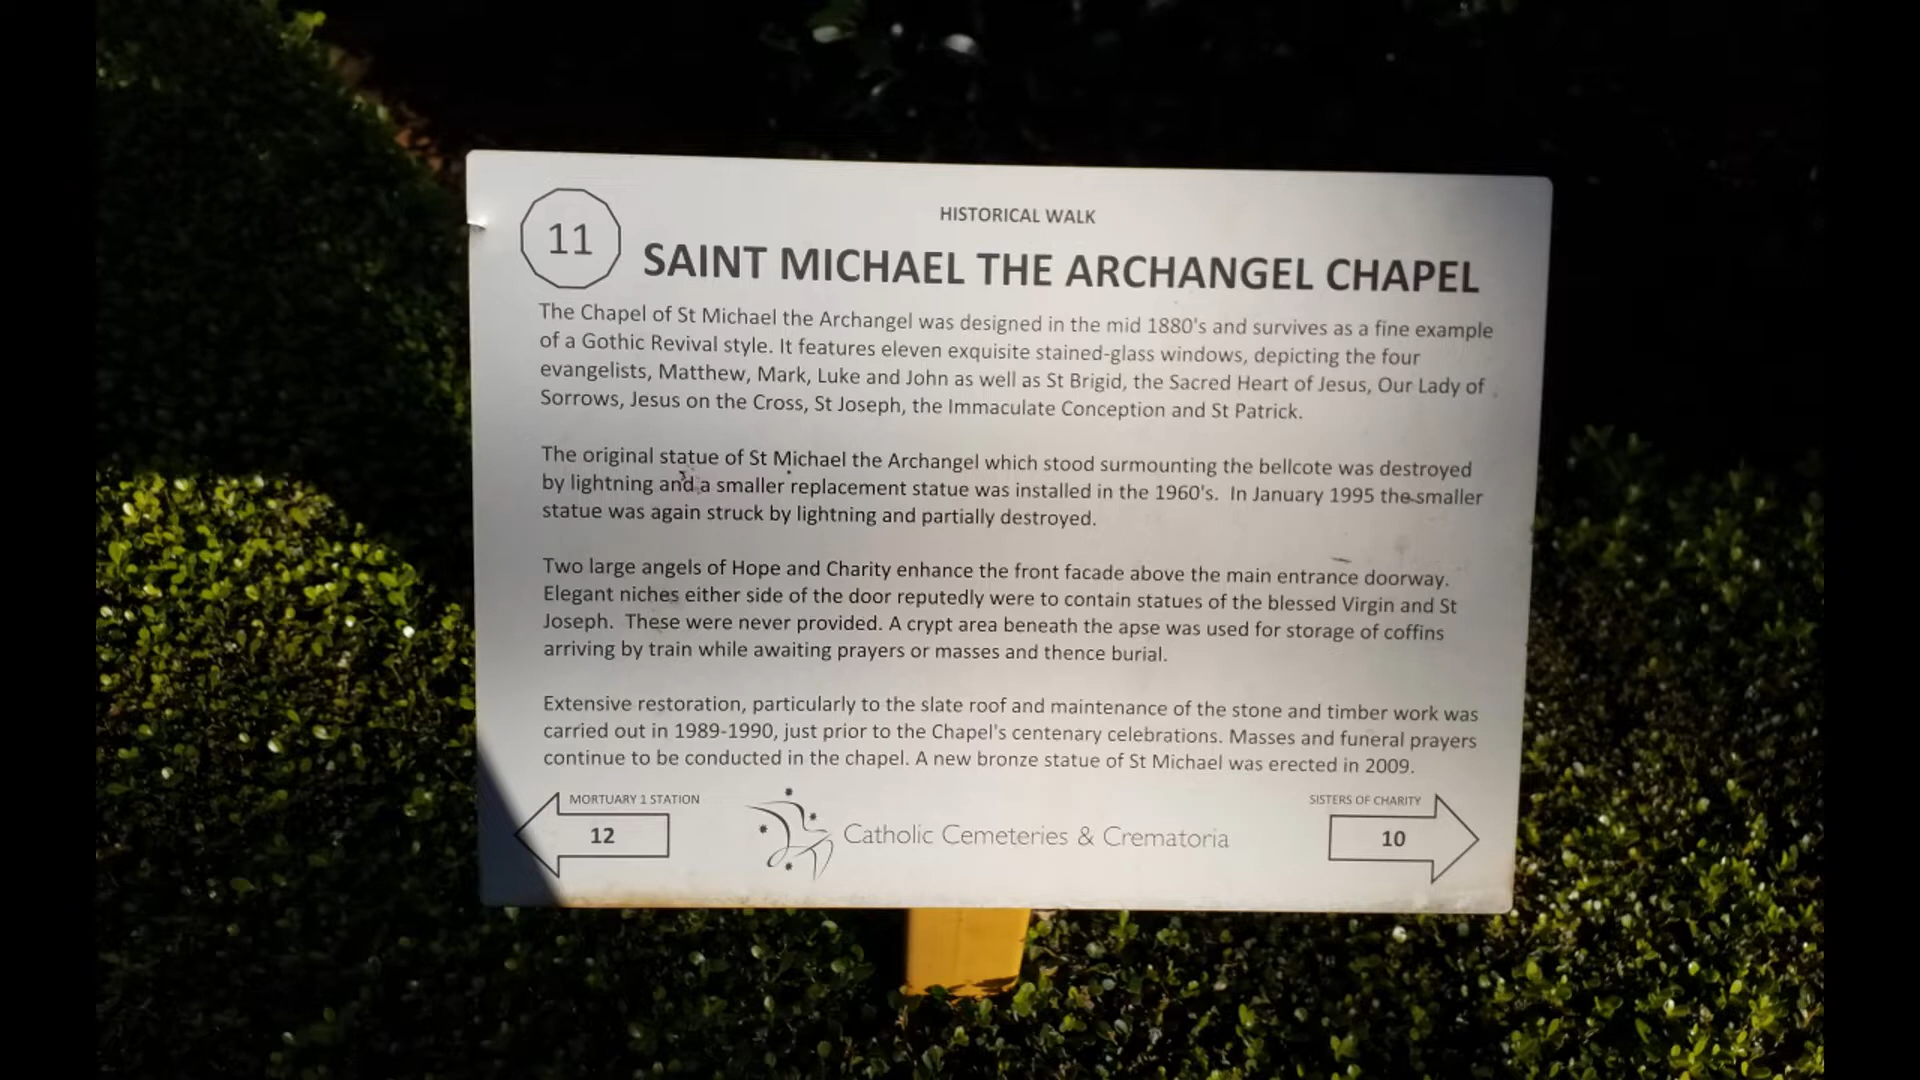 11
HISTORICAL WALK
SAINT MICHAEL THE ARCHANGEL CHAPEL
The Chapel of St Michael the Archangel was designed in the mid 1880's and survives as a fine example
of a Gothic Revival style. It features eleven exquisite stained-glass windows, depicting the four
evangelists, Matthew, Mark, Luke and John as well as St Brigid, the Sacred Heart of Jesus, Our Lady of
Sorrows, Jesus on the Cross, St Joseph, the Immaculate Conception and St Patrick.
The original statue of St Michael the Archangel which stood surmounting the bellcote was destroyed
by lightning and a smaller replacement statue was installed in the 1960's. In January 1995 the smaller
statue was again struck by lightning and partially destroyed.
Two large angels of Hope and Charity enhance the front facade above the main entrance doorway.
Elegant niches either side of the door reputedly were to contain statues of the blessed Virgin and St
Joseph. These were never provided. A crypt area beneath the apse was used for storage of coffins
arriving by train while awaiting prayers or masses and thence burial.
Extensive restoration, particularly to the slate roof and maintenance of the stone and timber work was
carried out in 1989-1990, just prior to the Chapel's centenary celebrations. Masses and funeral prayers
continue to be conducted in the chapel. A new bronze statue of St Michael was erected in 2009.
MORTUARY 1 STATION
12
Catholic Cemeteries & Crematoria
SISTERS OF CHARITY
10